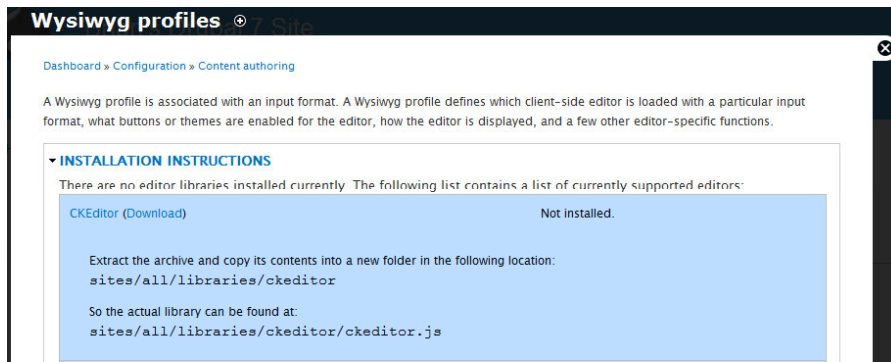 Wysiwyg profiles
Dashboard » Configuration » Content authoring
A Wysiwyg profile is associated with an input format. A Wysiwyg profile defines which client-side editor is loaded with a particular input
format, what buttons or themes are enabled for the editor, how the editor is displayed, and a few other editor-specific functions.
INSTALLATION INSTRUCTIONS
There are no editor libraries installed currently. The following list contains a list of currently supported editors:
CKEditor (Download) Not installed.
Extract the archive and copy its contents into a new folder in the following location:
sites/all/libraries/ckeditor
So the actual library can be found at:
sites/all/libraries/ckeditor/ckeditor.js